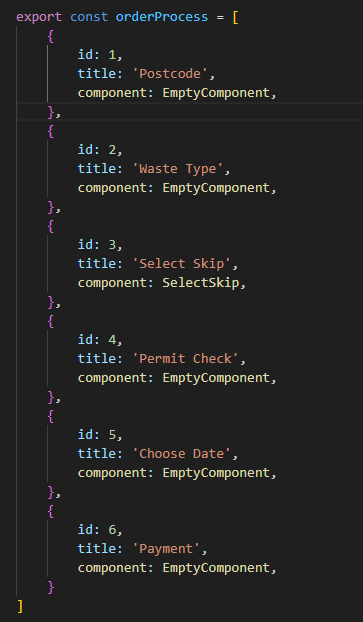 export const orderProcess = [
    {
        id: 1,
        title: 'Postcode',
        component: EmptyComponent,
    },
    {
        id: 2,
        title: 'Waste Type',
        component: EmptyComponent,
    },
    {
        id: 3,
        title: 'Select Skip',
        component: SelectSkip,
    },
    {
        id: 4,
        title: 'Permit Check',
        component: EmptyComponent,
    },
    {
        id: 5,
        title: 'Choose Date',
        component: EmptyComponent,
    },
    {
        id: 6,
        title: 'Payment',
        component: EmptyComponent,
    }
]